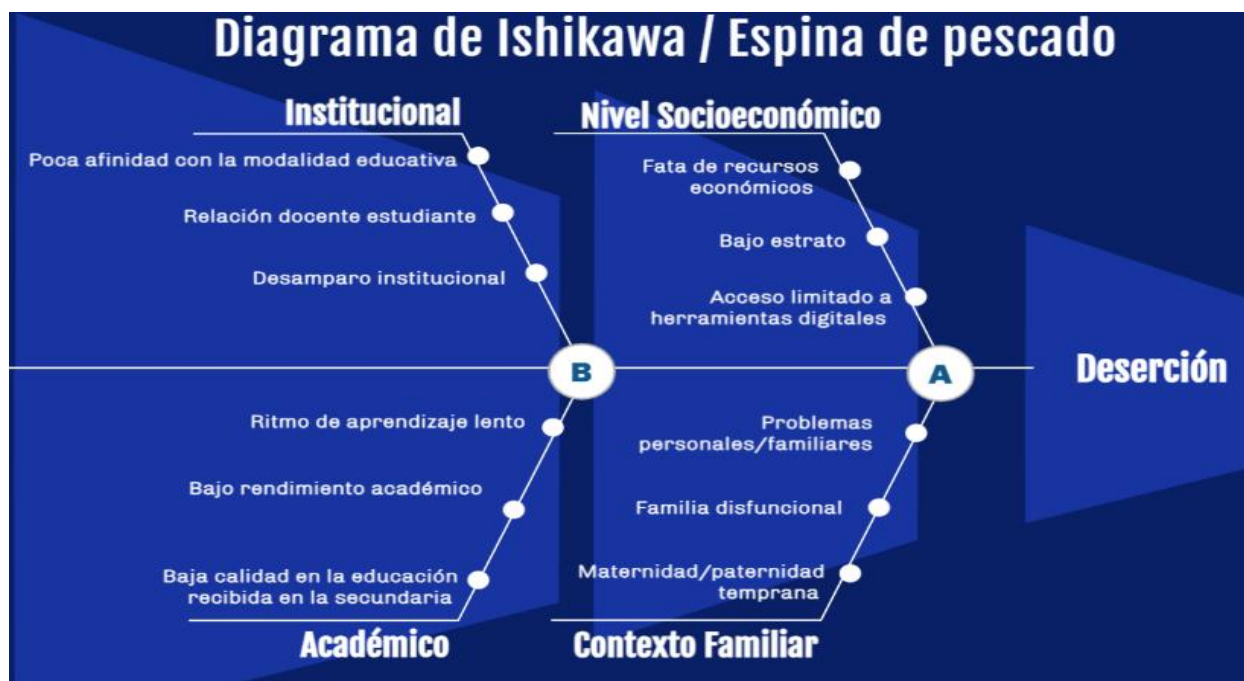 Diagrama de Ishikawa / Espina de pescado
Institucional
Poca afinidad con la modalidad educativa
Relación docente estudiante
Desamparo institucional
Nivel Socioeconómico
Fata de recursos
económicos
Bajo estrato
Acceso limitado a
herramientas digitales
B
A
Deserción
Ritmo de aprendizaje lento
Bajo rendimiento académico
Baja calidad en la educación
recibida en la secundaria
Académico
Problemas
personales/familiares
Familia disfuncional
Maternidad/paternidad
temprana
Contexto Familiar